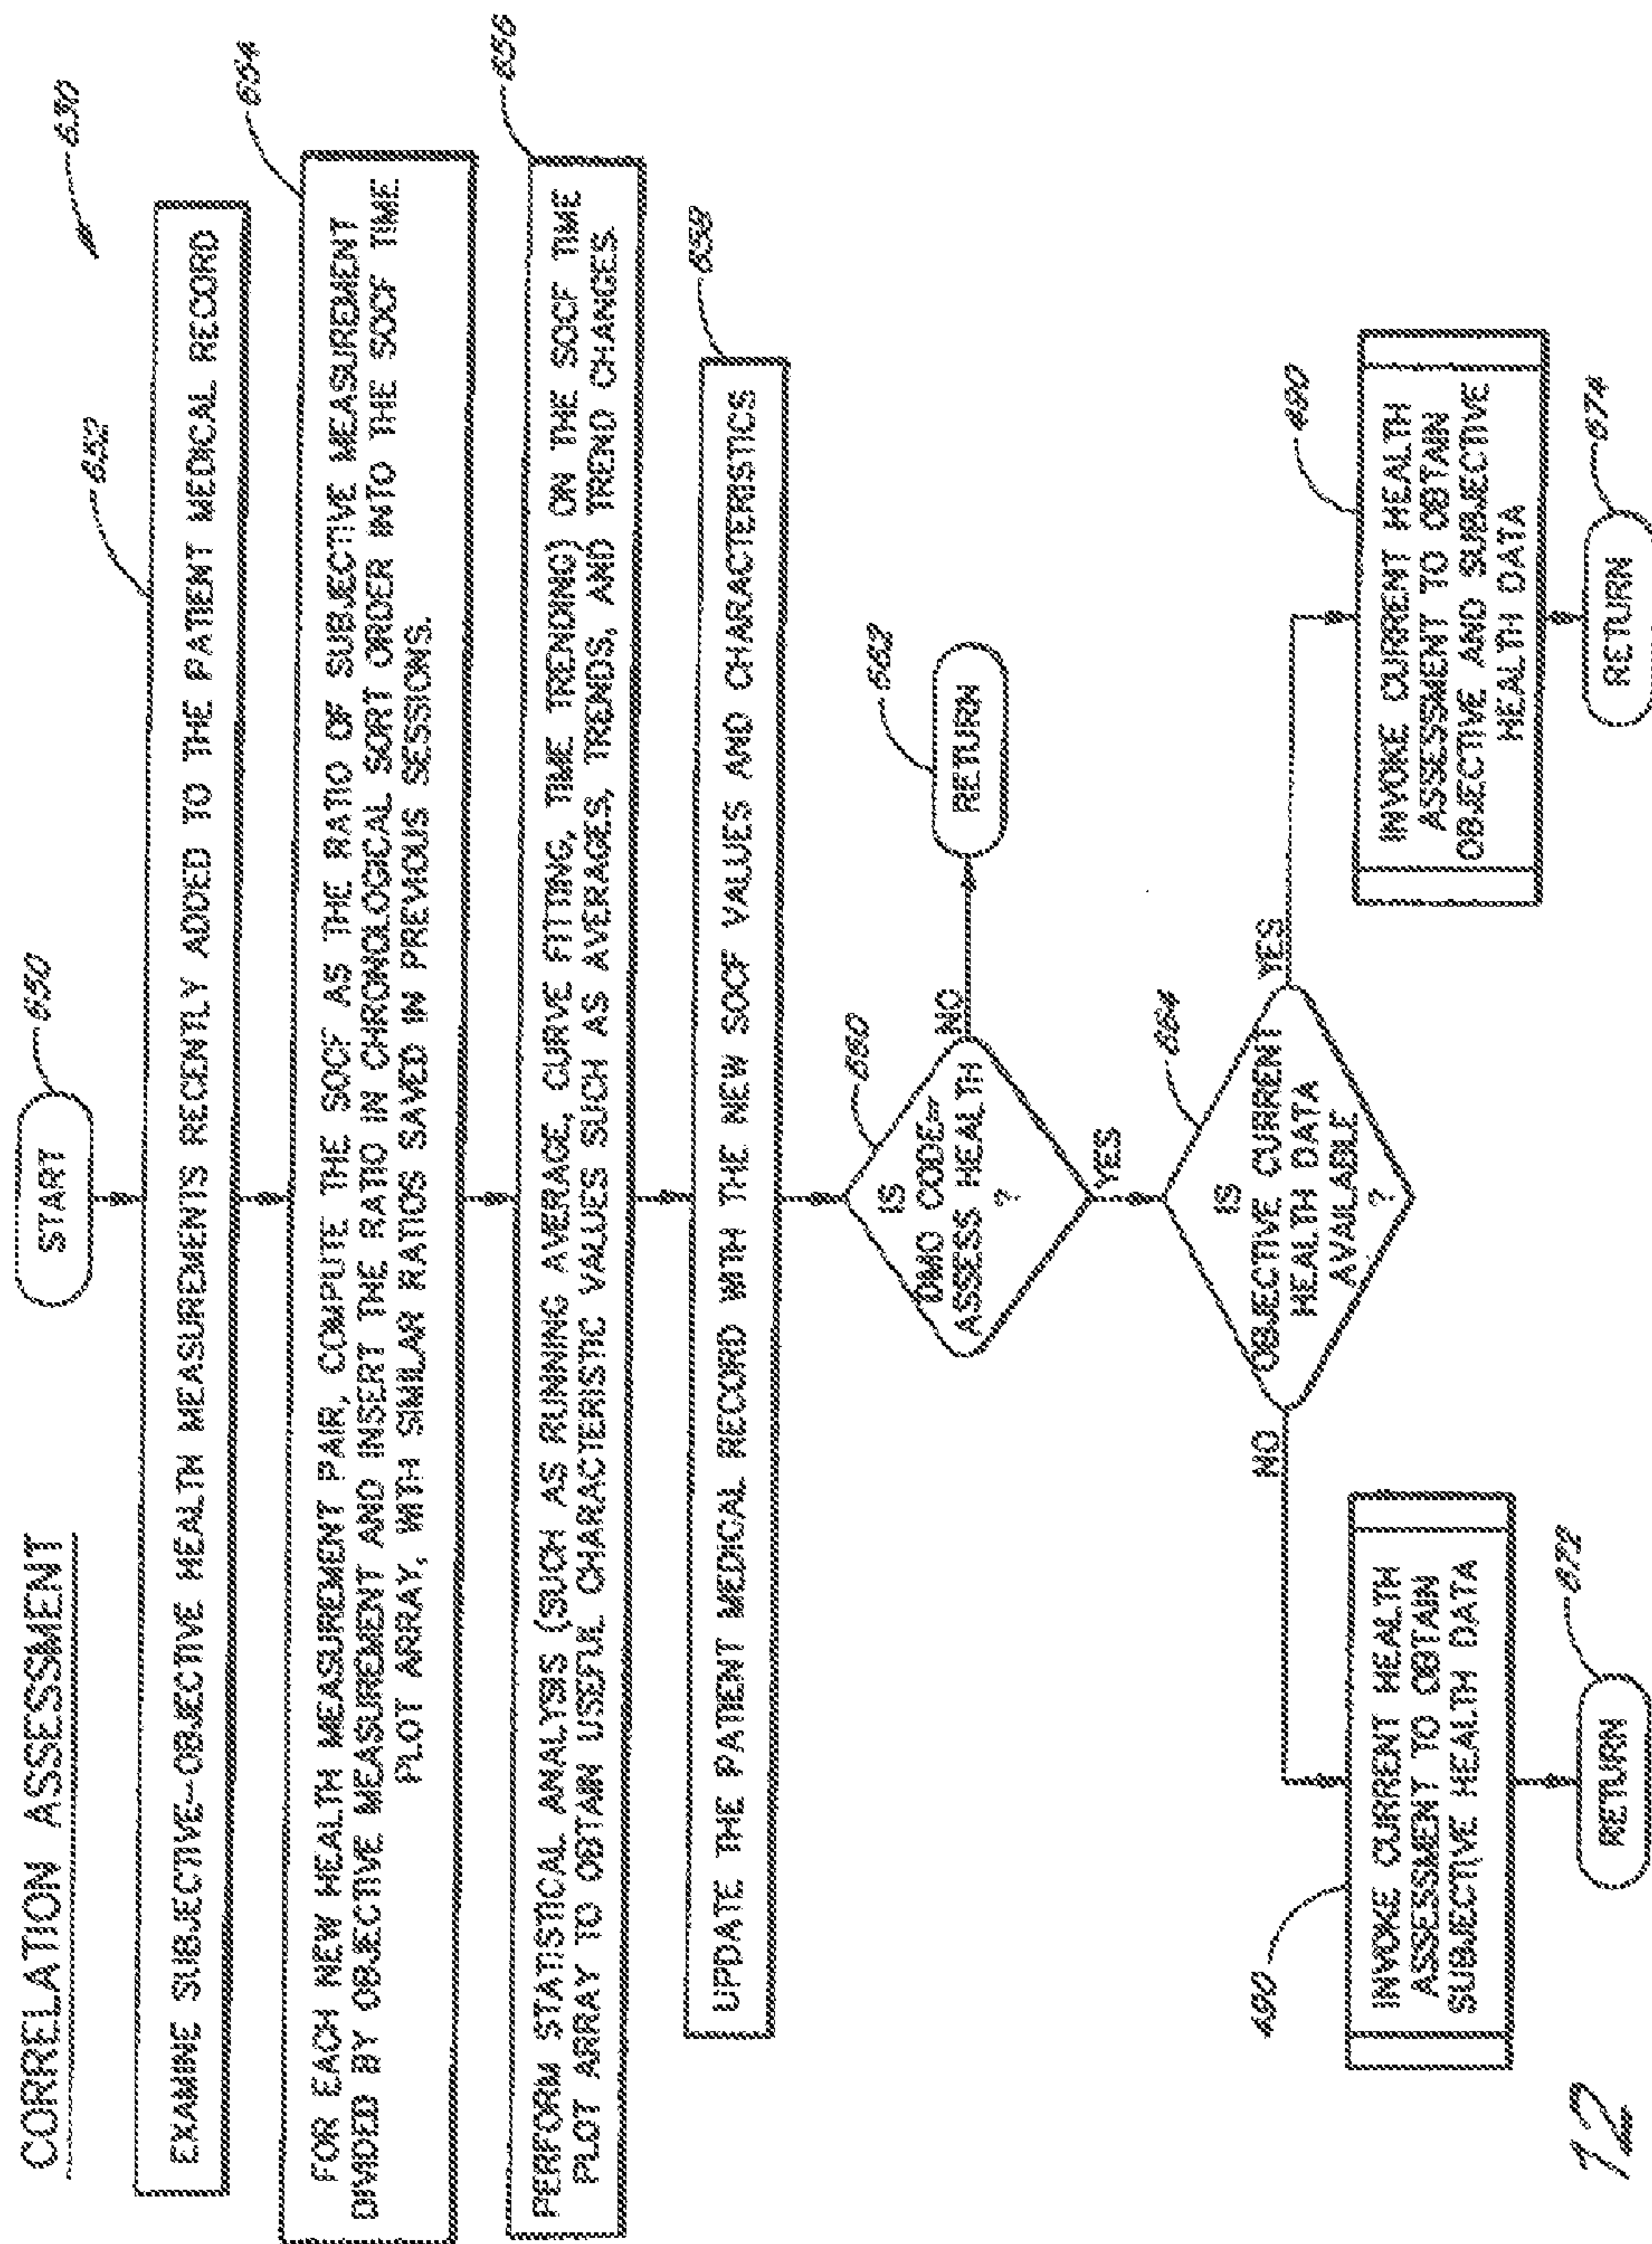 CORRELATION ASSESSMENT
630
START
650
EXAMINE SUBJECTIVE-OBJECTIVE HEALTH MEASUREMENTS RECENTLY ADDED TO THE PATIENT MEDICAL RECORD
652
FOR EACH NEW HEALTH MEASUREMENT PAIR, COMPUTE THE SOCF AS THE RATIO OF SUBJECTIVE MEASUREMENT
DIVIDED BY OBJECTIVE MEASUREMENT AND INSERT THE RATIO IN CHRONOLOGICAL SORT ORDER INTO THE SOCF TIME
PLOT ARRAY, WITH SIMILAR RATIOS SAVED IN PREVIOUS SESSIONS.
654
PERFORM STATISTICAL ANALYSIS (SUCH AS RUNNING AVERAGE, CURVE FITTING, TIME TRENDING) ON THE SOCF TIME
PLOT ARRAY TO OBTAIN USEFUL CHARACTERISTIC VALUES SUCH AS AVERAGES, TRENDS, AND TREND CHANGES.
656
UPDATE THE PATIENT MEDICAL RECORD WITH THE NEW SOCF VALUES AND CHARACTERISTICS
658
IS
DMO CODE=
ASSESS HEALTH
?
660
NO
RETURN
662
YES
IS
OBJECTIVE CURRENT
HEALTH DATA
AVAILABLE
?
664
NO
YES
490
INVOKE CURRENT HEALTH
ASSESSMENT TO OBTAIN
SUBJECTIVE HEALTH DATA
RETURN
672
INVOKE CURRENT HEALTH
ASSESSMENT TO OBTAIN
OBJECTIVE AND SUBJECTIVE
HEALTH DATA
490
RETURN
674
12